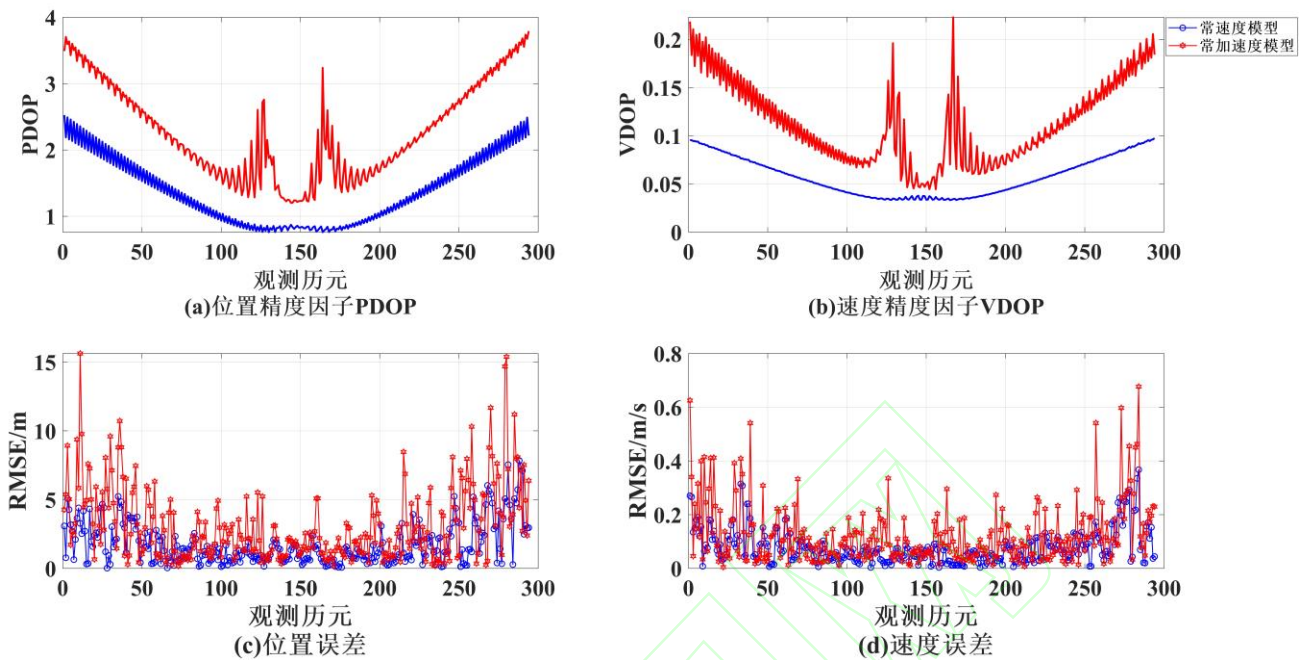 PDOP
4
3
2
1
0 50 100 150 200 250 300
观测历元
(a)位置精度因子PDOP
VDOP
0.2
0.15
0.1
0.05
0
0 50 100 150 200 250 300
观测历元
(b)速度精度因子VDOP
常速度模型
常加速度模型
RMSE/m
15
10
5
0
0 50 100 150 200 250 300
观测历元
(c)位置误差
RMSE/m/s
0.8
0.6
0.4
0.2
0
0 50 100 150 200 250 300
观测历元
(d)速度误差